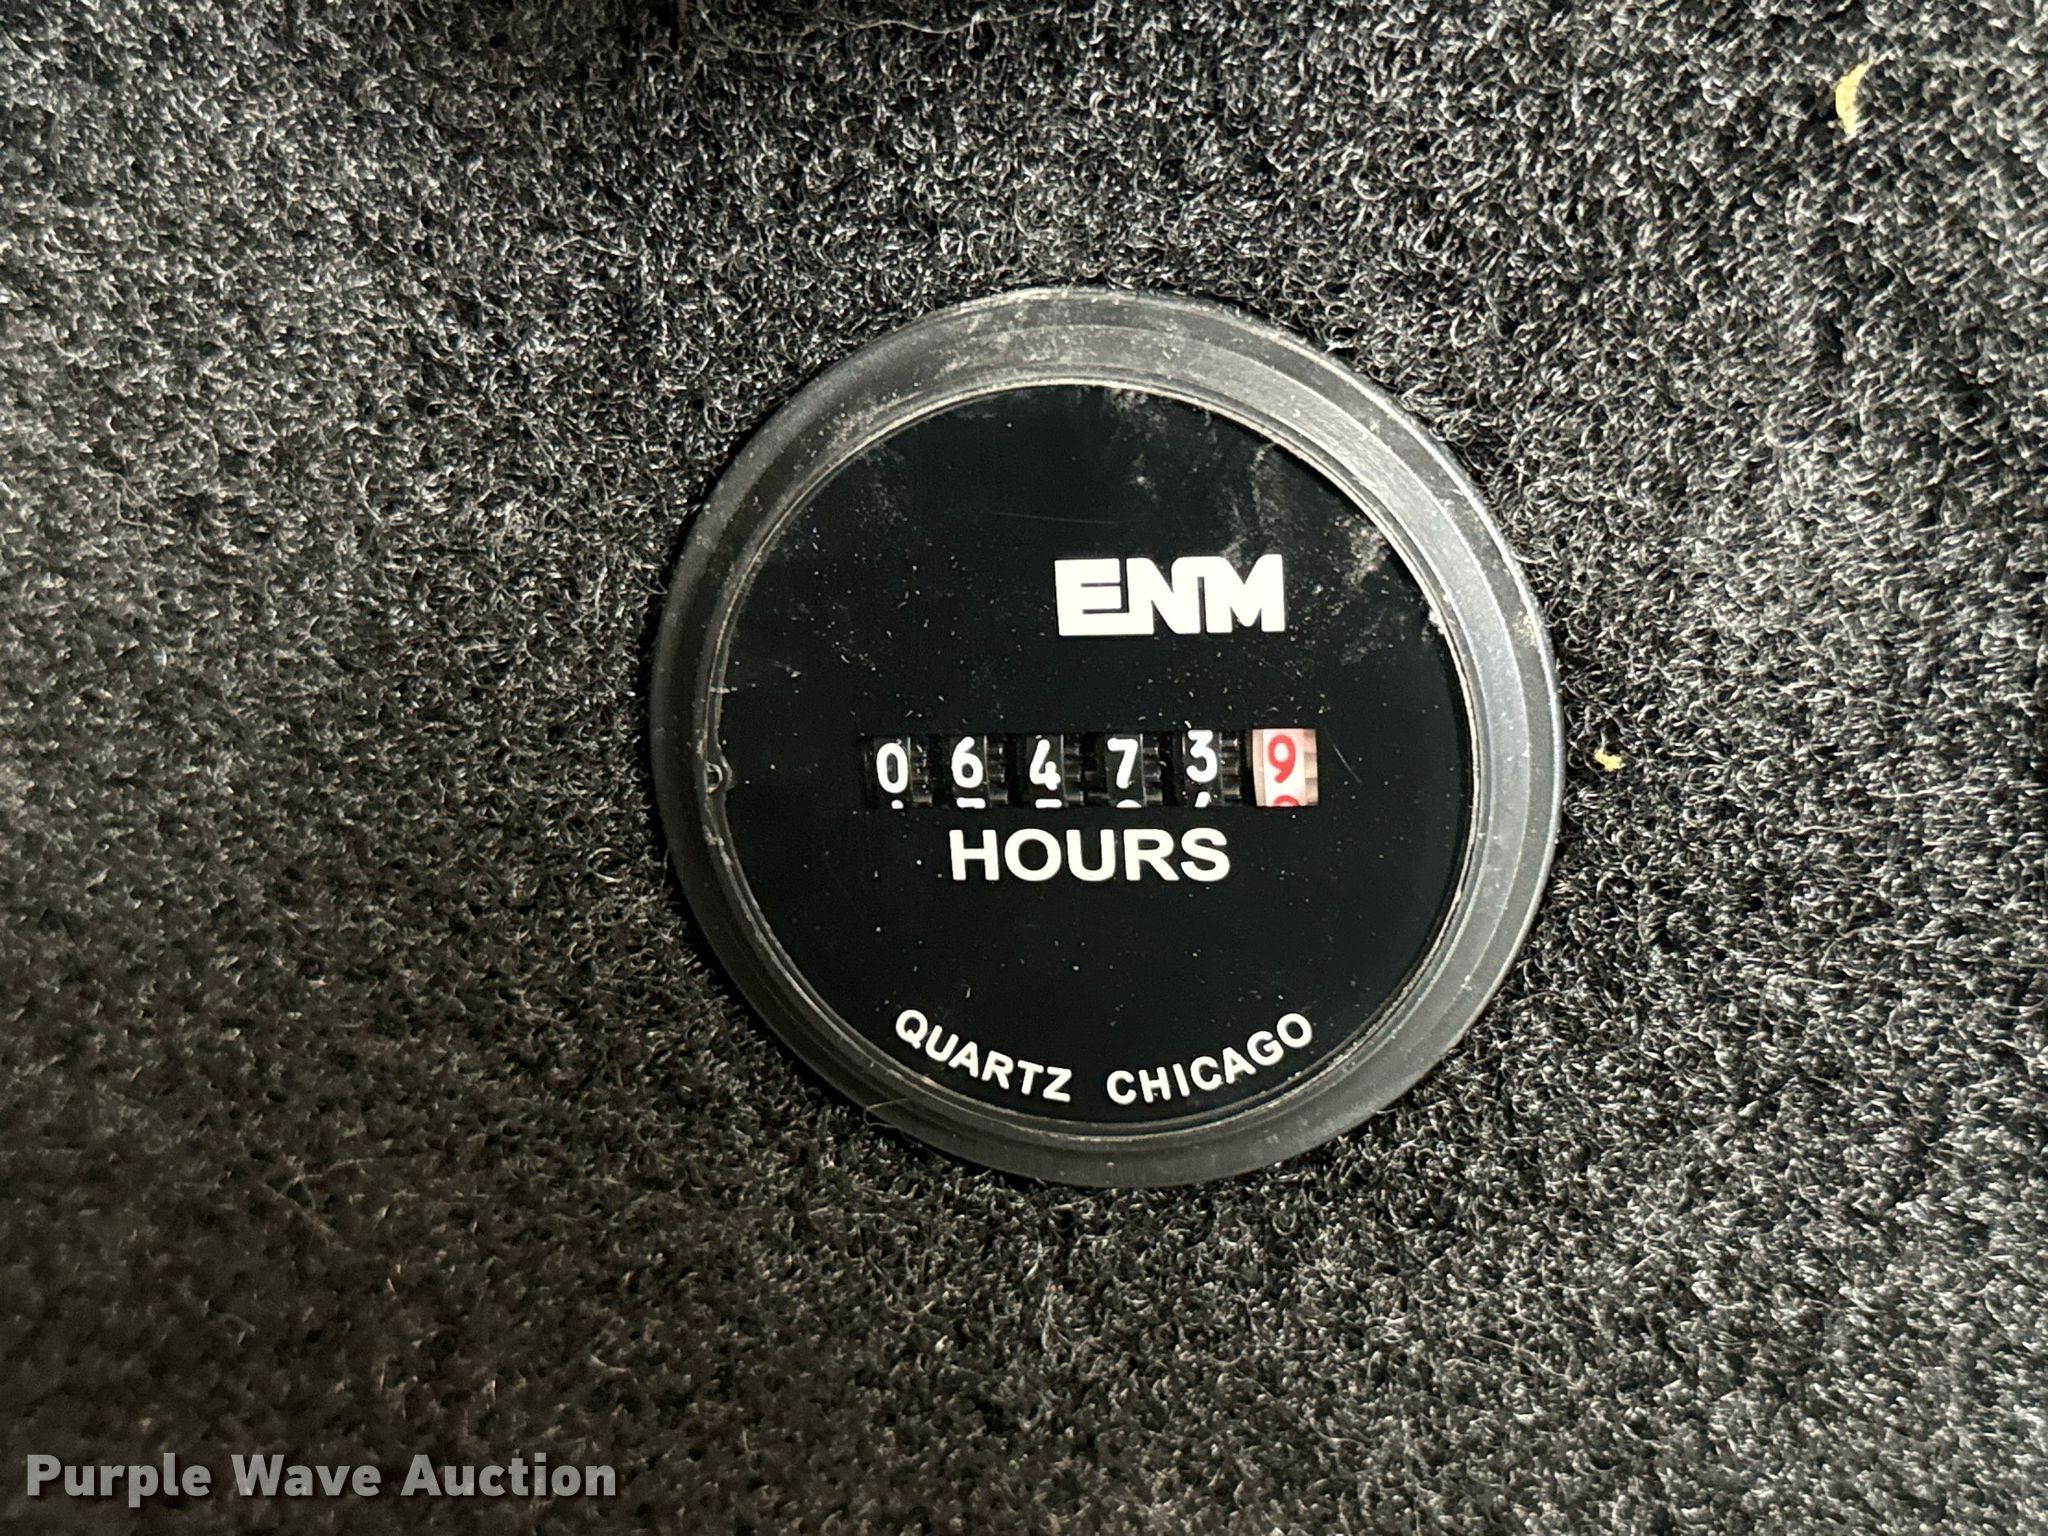 ENM
064739
HOURS
QUARTZ CHICAGO
Purple Wave Auction